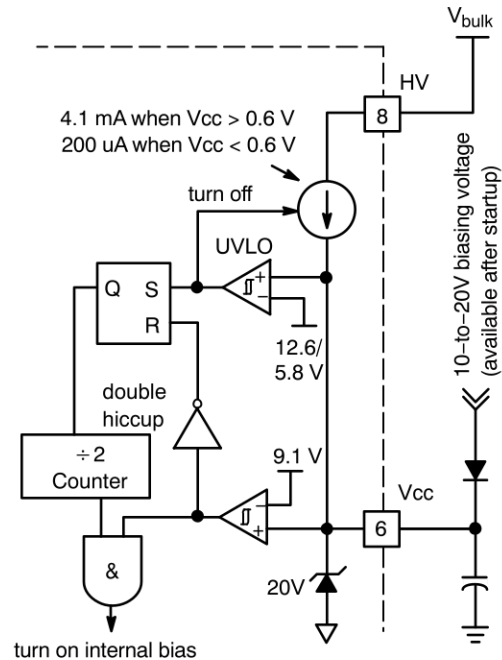 V bulk
HV
8
4.1 mA when Vcc > 0.6 V
200 uA when Vcc < 0.6 V
turn off
UVLO
Q S
R
+
−
12.6/
5.8 V
10−to−20V biasing voltage
(available after startup)
double
hiccup
÷ 2
Counter
9.1 V
−
+
Vcc
6
&
20V
turn on internal bias